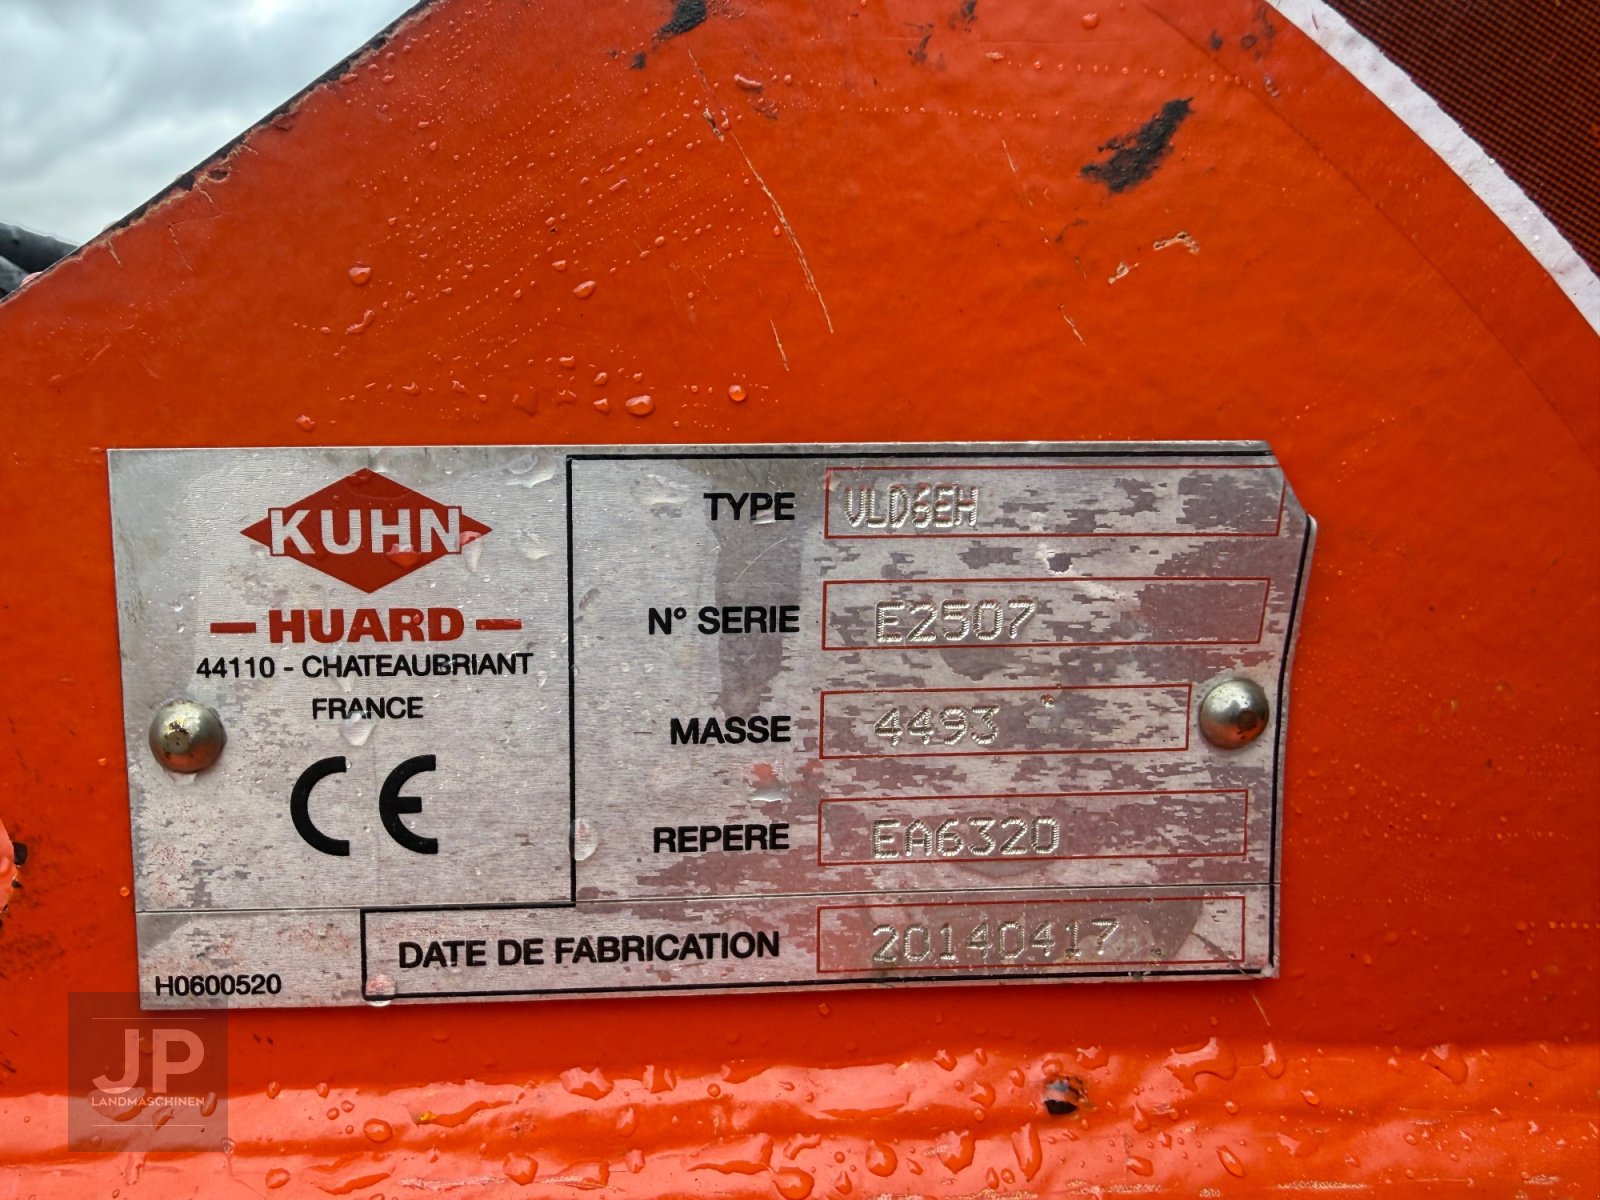 KUHN
HUARD
44110 - CHATEAUBRIANT
FRANCE
CE
TYPE VLD6EH
N° SERIE E2507
MASSE 4493
REPERE EA6320
DATE DE FABRICATION 20140417
H0600520
JP
LANDMASCHINEN